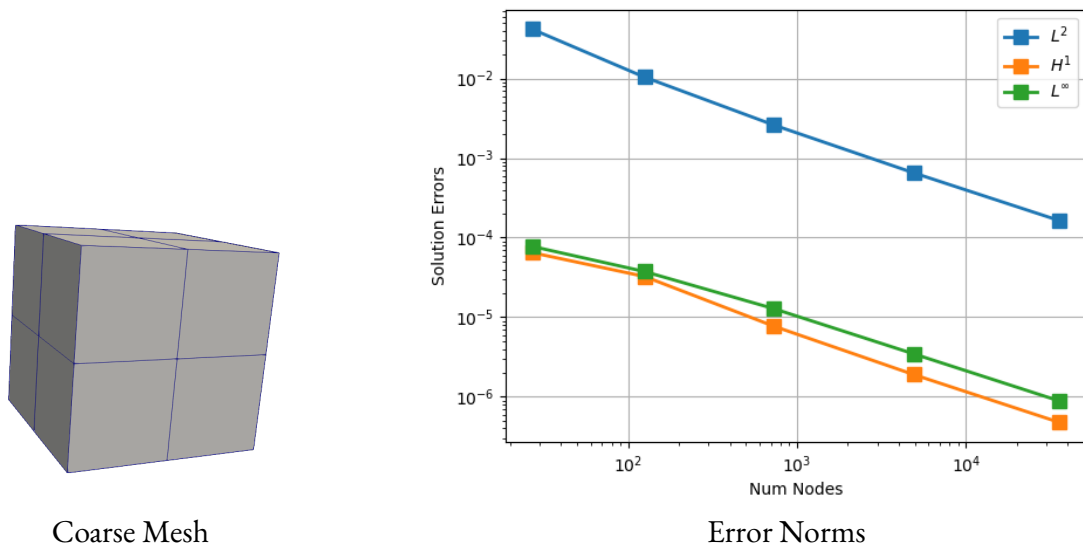 L²
H¹
L∞
Solution Errors
10⁻²
10⁻³
10⁻⁴
10⁻⁵
10⁻⁶
10² 10³ 10⁴
Num Nodes
Coarse Mesh
Error Norms